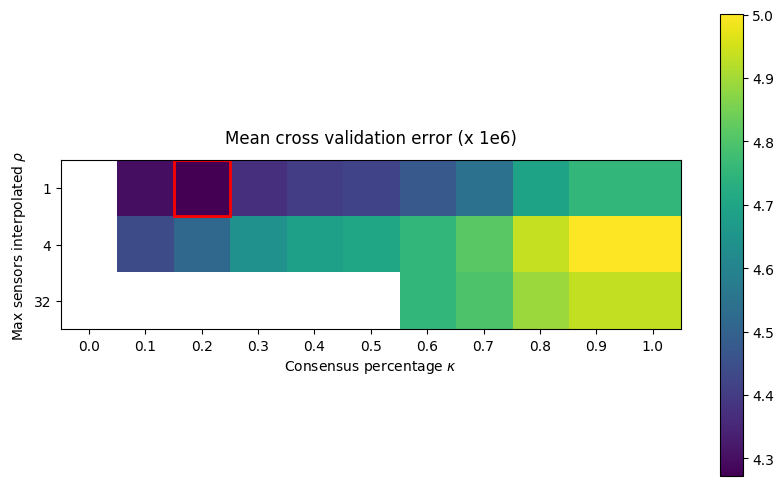 Mean cross validation error (x 1e6)
Max sensors interpolated ρ
1
4
32
0.0 0.1 0.2 0.3 0.4 0.5 0.6 0.7 0.8 0.9 1.0
Consensus percentage κ
5.0
4.9
4.8
4.7
4.6
4.5
4.4
4.3